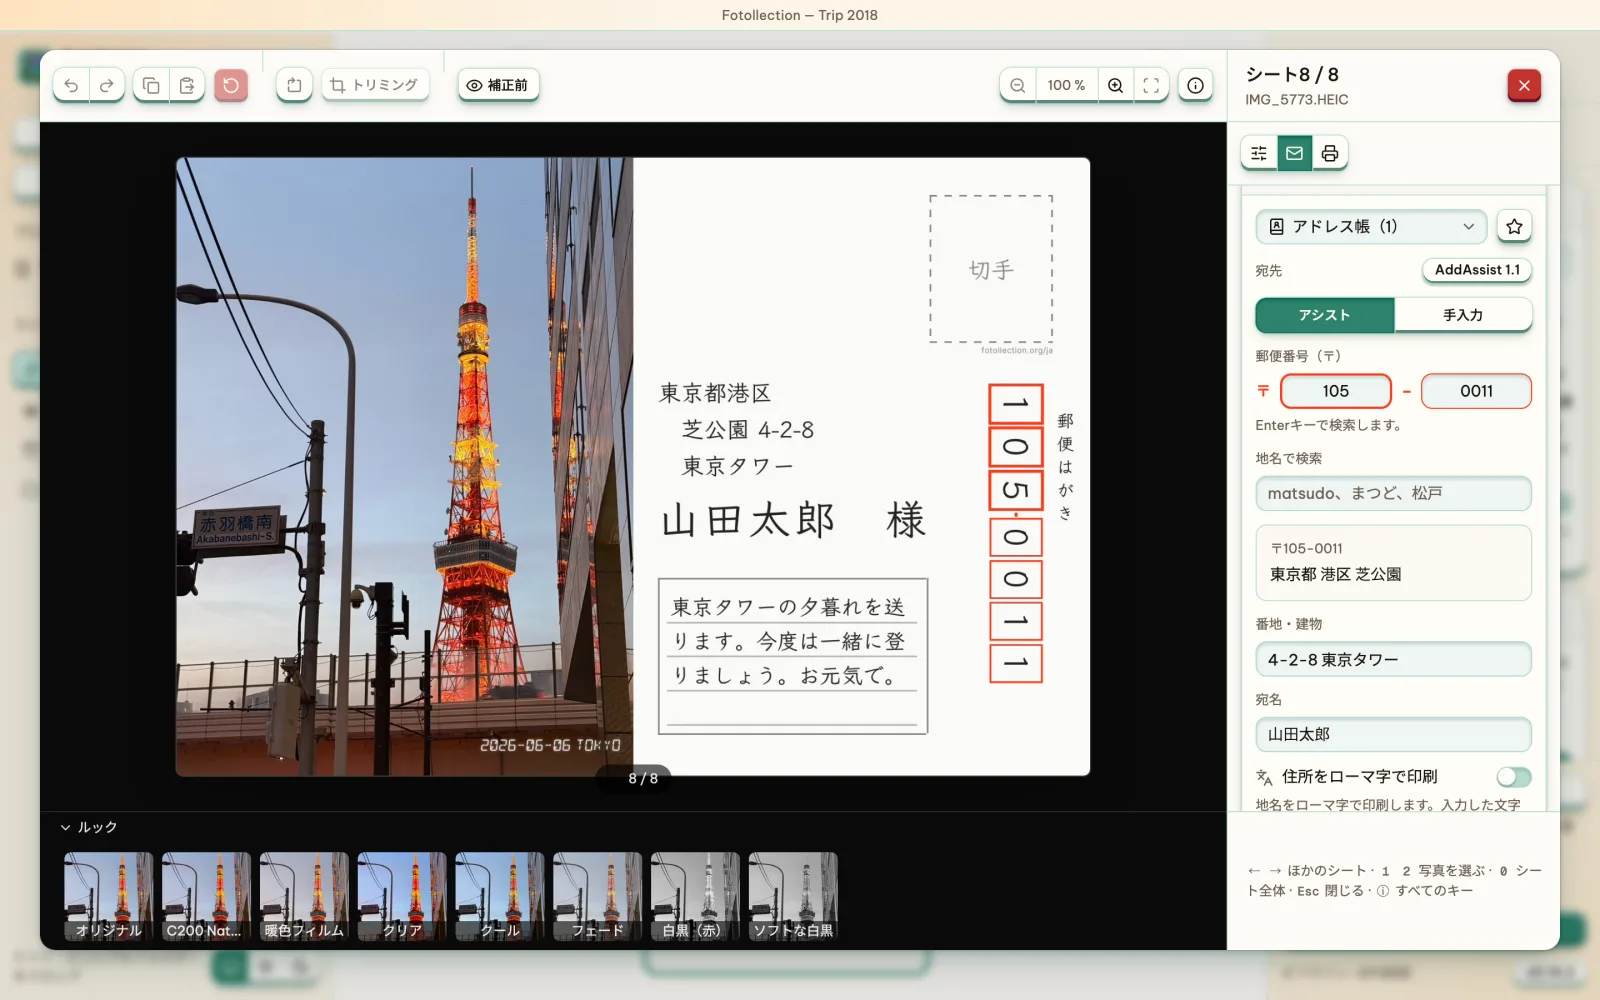 Fotollection — Trip 2018
トリミング
補正前
100 %
シート8 / 8
IMG_5773.HEIC
切手
fotollection.org/ja
東京都港区
芝公園 4-2-8
東京タワー
山田太郎 様
東京タワーの夕暮れを送
ります。今度は一緒に登
りましょう。お元気で。
105-0011
郵便はがき
赤羽橋南
Akabanebashi-S.
2026-06-06 TOKYO
8 / 8
アドレス帳（1）
宛先
AddAssist 1.1
アシスト
手入力
郵便番号（〒）
〒 105 - 0011
Enterキーで検索します。
地名で検索
matsudo、まつど、松戸
〒105-0011
東京都 港区 芝公園
番地・建物
4-2-8 東京タワー
宛名
山田太郎
住所をローマ字で印刷
地名をローマ字で印刷します。入力した文字
ルック
オリジナル
C200 Nat...
暖色フィルム
クリア
クール
フェード
白黒（赤）
ソフトな白黒
← → ほかのシート · 1 2 写真を選ぶ · 0 シー
ト全体 · Esc 閉じる · ⓘ すべてのキー